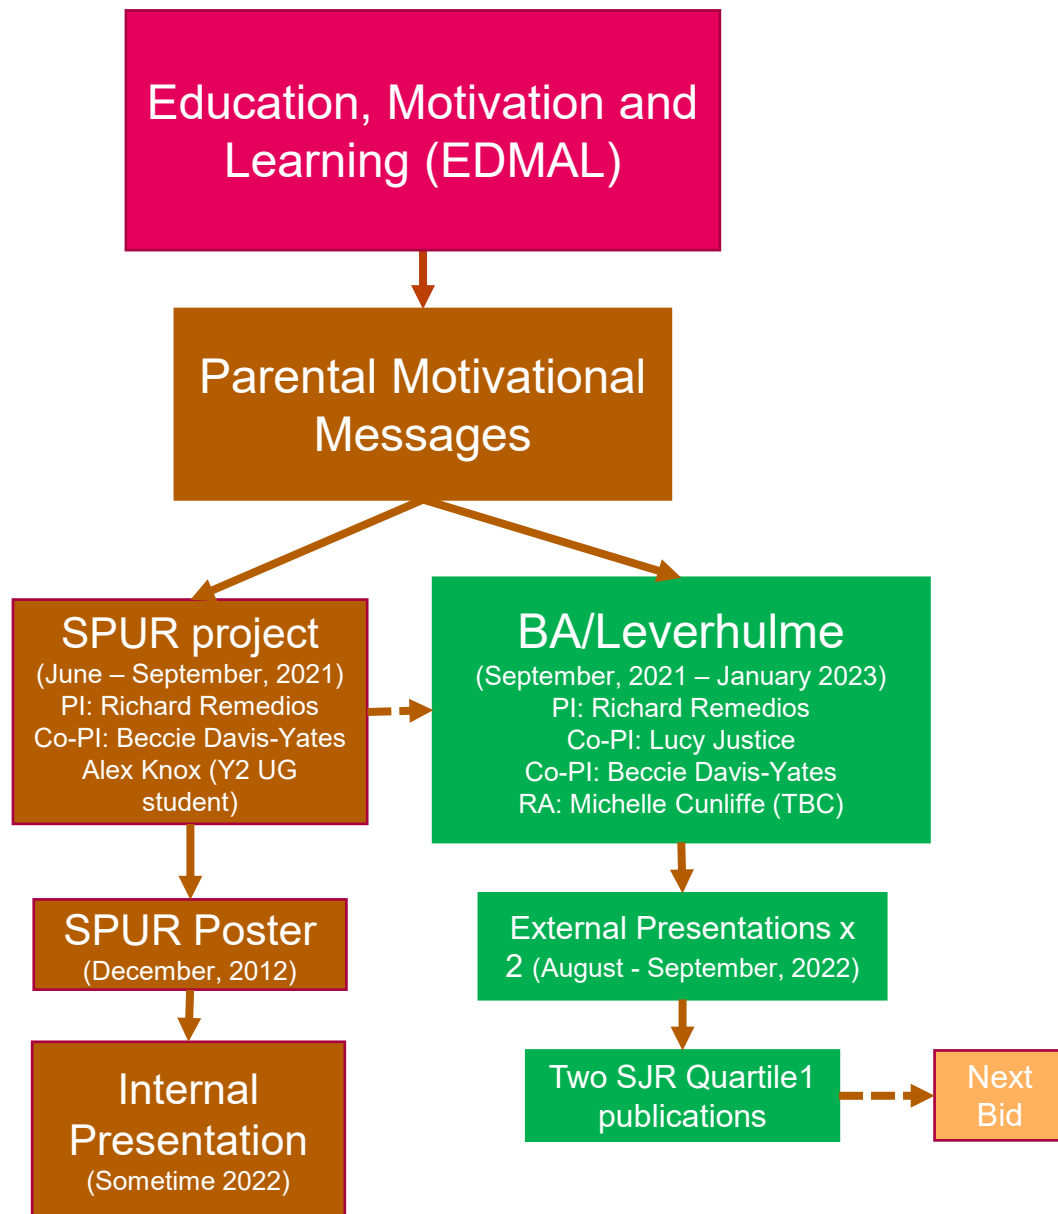 Education, Motivation and
Learning (EDMAL)
Parental Motivational
Messages
SPUR project
(June – September, 2021)
PI: Richard Remedios
Co-PI: Beccie Davis-Yates
Alex Knox (Y2 UG
student)
BA/Leverhulme
(September, 2021 – January 2023)
PI: Richard Remedios
Co-PI: Lucy Justice
Co-PI: Beccie Davis-Yates
RA: Michelle Cunliffe (TBC)
SPUR Poster
(December, 2012)
External Presentations x
2 (August - September, 2022)
Internal
Presentation
(Sometime 2022)
Two SJR Quartile1
publications
Next
Bid